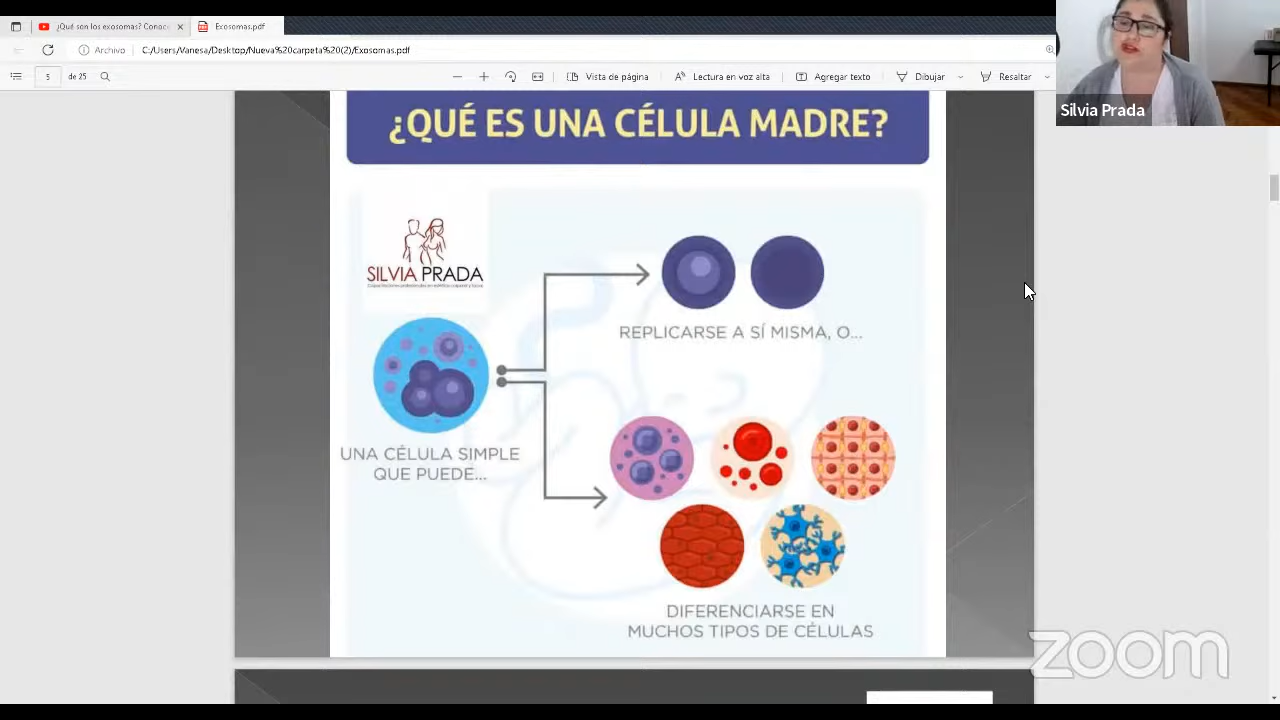 ¿Qué son los exosomas? Conoc
Exosomas.pdf
Archivo
C:/Users/Vanesa/Desktop/Nueva%20carpeta%20(2)/Exosomas.pdf
5
de 25
Vista de página
Lectura en voz alta
Agregar texto
Dibujar
Resaltar
Silvia Prada
¿QUÉ ES UNA CÉLULA MADRE?
SILVIA PRADA
REPLICARSE A SÍ MISMA, O...
UNA CÉLULA SIMPLE
QUE PUEDE...
DIFERENCIARSE EN
MUCHOS TIPOS DE CÉLULAS
zoom